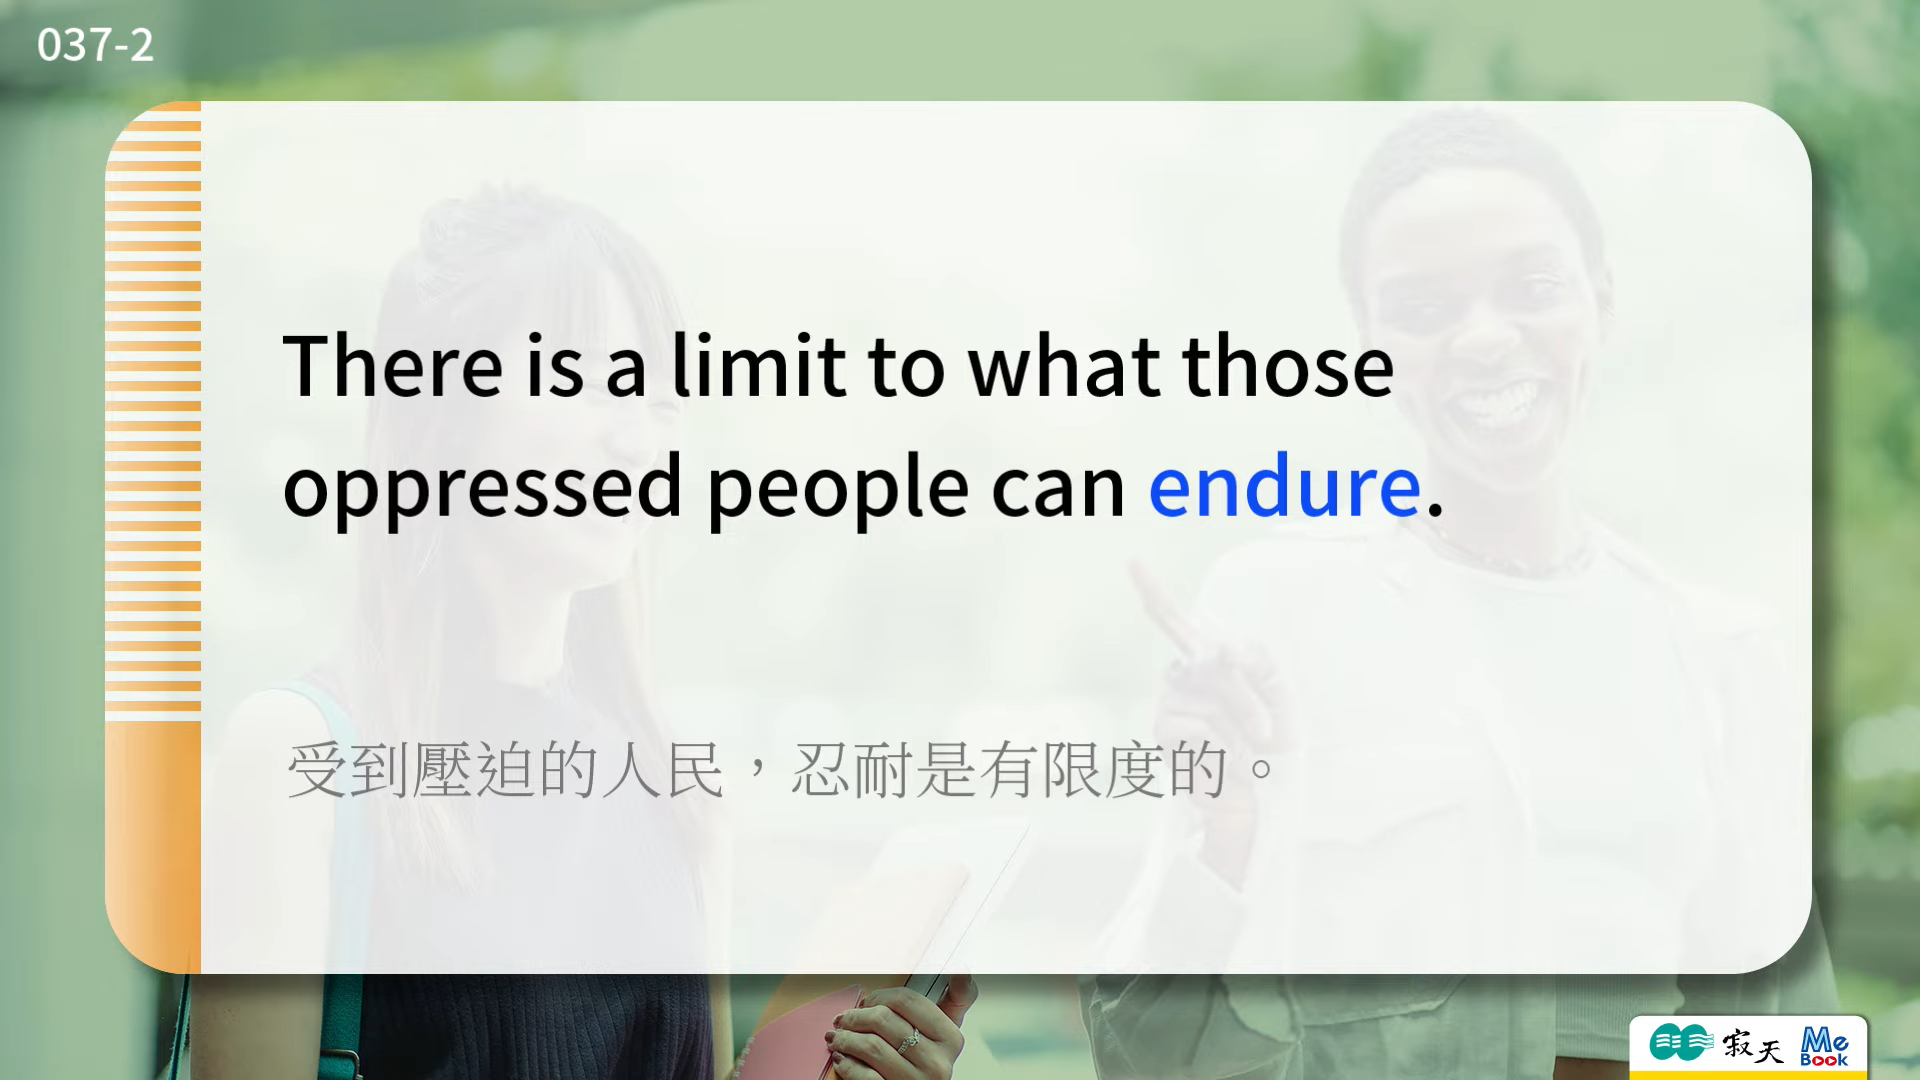 037-2
There is a limit to what those
oppressed people can endure.
受到壓迫的人民，忍耐是有限度的。
寂天
Me
Book